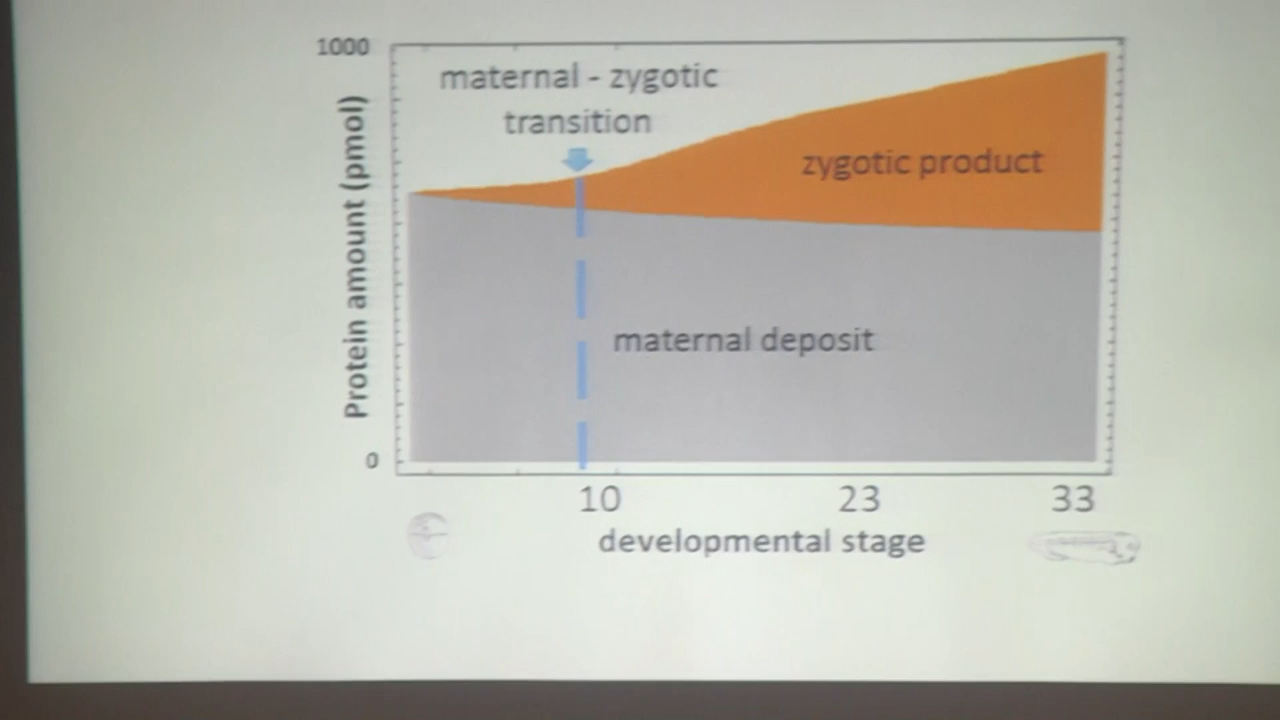 1000
maternal - zygotic
transition
zygotic product
Protein amount (pmol)
maternal deposit
0
10 23 33
developmental stage